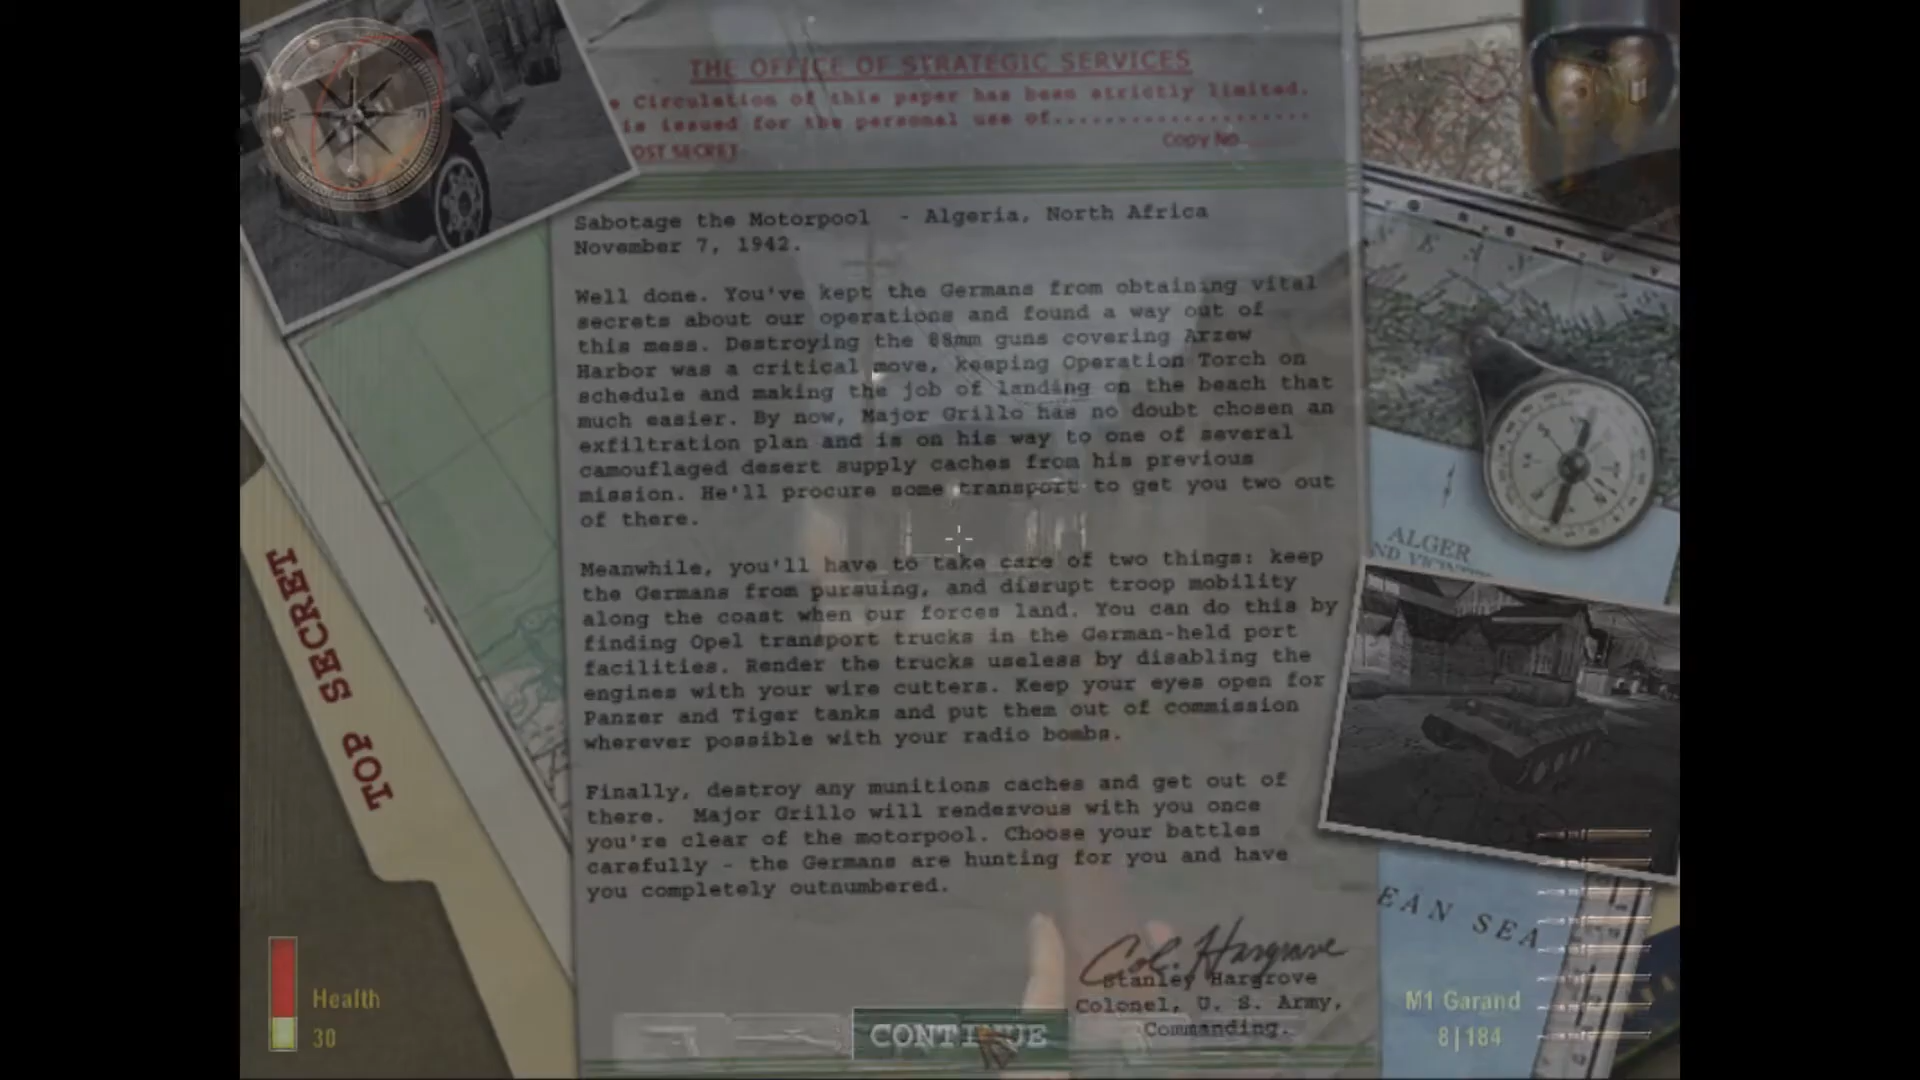 THE OFFICE OF STRATEGIC SERVICES
e Circulation of this paper has been strictly limited.
is issued for the personal use of.....................
OST SECRET
Copy No......
Sabotage the Motorpool - Algeria, North Africa
November 7, 1942.
Well done. You've kept the Germans from obtaining vital
secrets about our operations and found a way out of
this mess. Destroying the 88mm guns covering Arzew
Harbor was a critical move, keeping Operation Torch on
schedule and making the job of landing on the beach that
much easier. By now, Major Grillo has no doubt chosen an
exfiltration plan and is on his way to one of several
camouflaged desert supply caches from his previous
mission. He'll procure some transport to get you two out
of there.
Meanwhile, you'll have to take care of two things: keep
the Germans from pursuing, and disrupt troop mobility
along the coast when our forces land. You can do this by
finding Opel transport trucks in the German-held port
facilities. Render the trucks useless by disabling the
engines with your wire cutters. Keep your eyes open for
Panzer and Tiger tanks and put them out of commission
wherever possible with your radio bombs.
Finally, destroy any munitions caches and get out of
there. Major Grillo will rendezvous with you once
you're clear of the motorpool. Choose your battles
carefully - the Germans are hunting for you and have
you completely outnumbered.
Col. Hargrove
Stanley Hargrove
Colonel, U. S. Army,
Commanding.
CONTINUE
TOP SECRET
ALGER
ND VICINI
EAN SEA
Health
30
M1 Garand
8|184